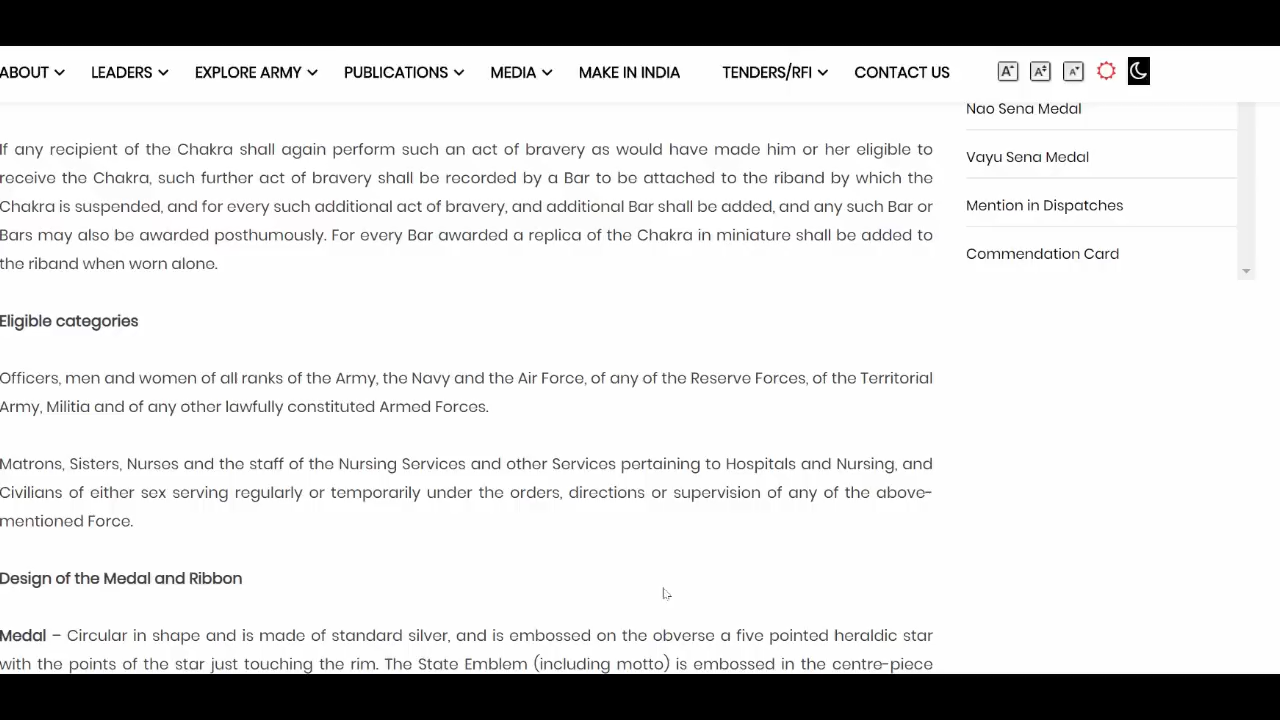 ABOUT LEADERS EXPLORE ARMY PUBLICATIONS MEDIA MAKE IN INDIA TENDERS/RFI CONTACT US A+ A± A▾
Nao Sena Medal
Vayu Sena Medal
Mention in Dispatches
Commendation Card
If any recipient of the Chakra shall again perform such an act of bravery as would have made him or her eligible to
receive the Chakra, such further act of bravery shall be recorded by a Bar to be attached to the riband by which the
Chakra is suspended, and for every such additional act of bravery, and additional Bar shall be added, and any such Bar or
Bars may also be awarded posthumously. For every Bar awarded a replica of the Chakra in miniature shall be added to
the riband when worn alone.
Eligible categories
Officers, men and women of all ranks of the Army, the Navy and the Air Force, of any of the Reserve Forces, of the Territorial
Army, Militia and of any other lawfully constituted Armed Forces.
Matrons, Sisters, Nurses and the staff of the Nursing Services and other Services pertaining to Hospitals and Nursing, and
Civilians of either sex serving regularly or temporarily under the orders, directions or supervision of any of the above-
mentioned Force.
Design of the Medal and Ribbon
Medal – Circular in shape and is made of standard silver, and is embossed on the obverse a five pointed heraldic star
with the points of the star just touching the rim. The State Emblem (including motto) is embossed in the centre-piece